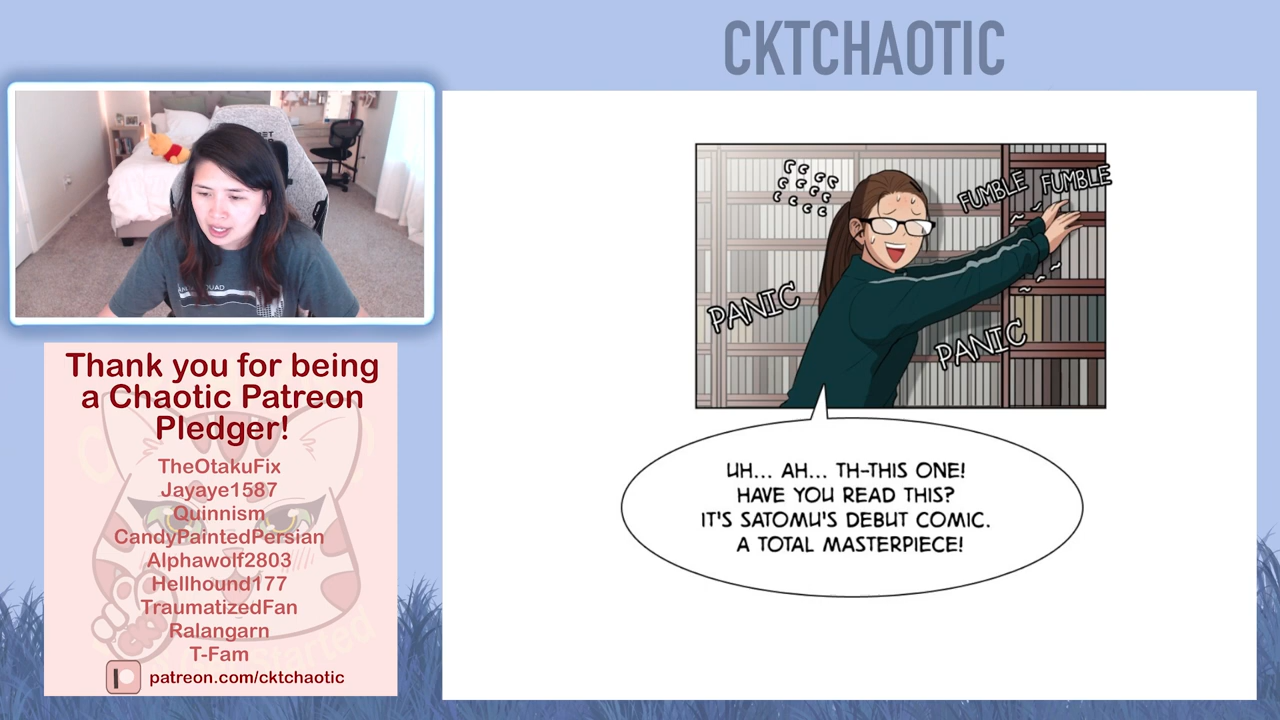 CKTCHAOTIC
FUMBLE FUMBLE
PANIC
PANIC
UH... AH... TH-THIS ONE!
HAVE YOU READ THIS?
IT'S SATOMU'S DEBUT COMIC.
A TOTAL MASTERPIECE!
Thank you for being
a Chaotic Patreon
Pledger!
TheOtakuFix
Jayaye1587
Quinnism
CandyPaintedPersian
Alphawolf2803
Hellhound177
TraumatizedFan
Ralangarn
T-Fam
patreon.com/cktchaotic